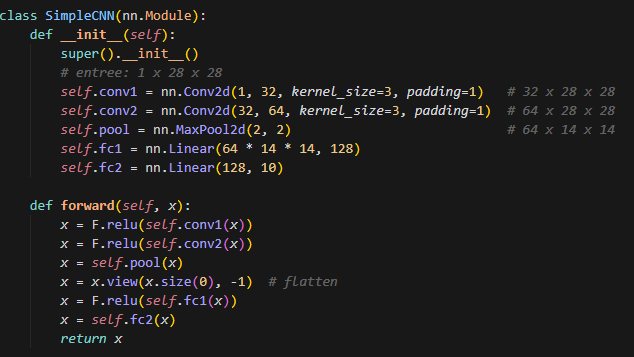 class SimpleCNN(nn.Module):
    def __init__(self):
        super().__init__()
        # entree: 1 x 28 x 28
        self.conv1 = nn.Conv2d(1, 32, kernel_size=3, padding=1)   # 32 x 28 x 28
        self.conv2 = nn.Conv2d(32, 64, kernel_size=3, padding=1)  # 64 x 28 x 28
        self.pool = nn.MaxPool2d(2, 2)                            # 64 x 14 x 14
        self.fc1 = nn.Linear(64 * 14 * 14, 128)
        self.fc2 = nn.Linear(128, 10)

    def forward(self, x):
        x = F.relu(self.conv1(x))
        x = F.relu(self.conv2(x))
        x = self.pool(x)
        x = x.view(x.size(0), -1)  # flatten
        x = F.relu(self.fc1(x))
        x = self.fc2(x)
        return x